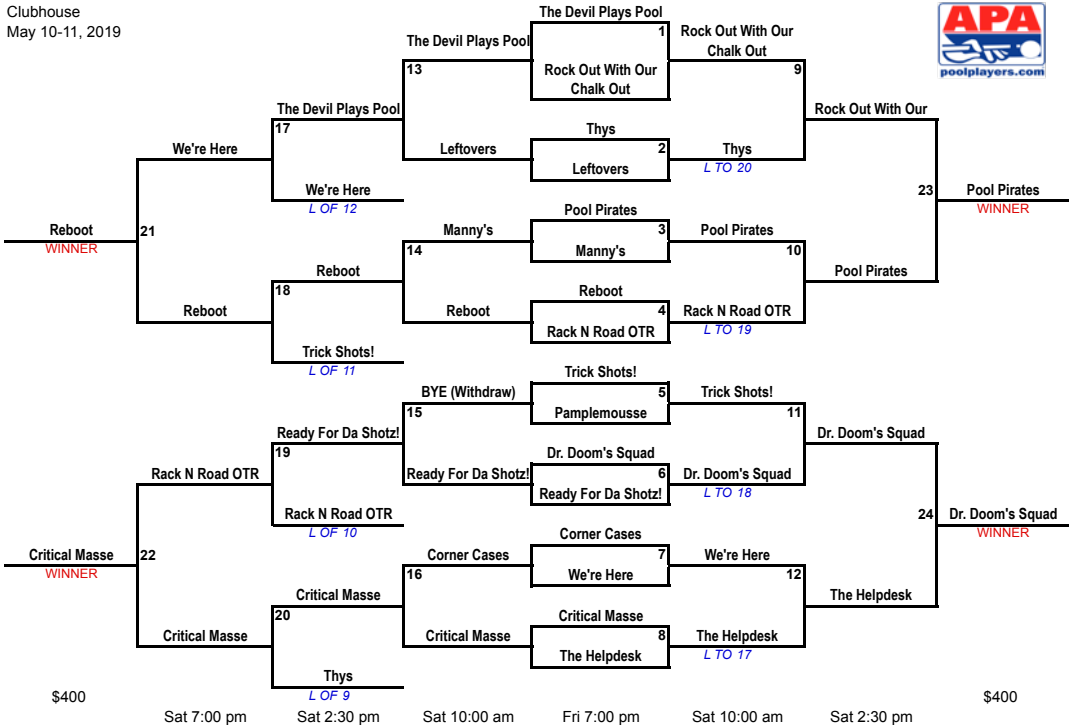 Clubhouse
May 10-11, 2019
APA
poolplayers.com
The Devil Plays Pool
1
Rock Out With Our
Chalk Out
The Devil Plays Pool
13
Rock Out With Our
Chalk Out
9
The Devil Plays Pool
17
Rock Out With Our
Thys
2
We're Here
Leftovers
Leftovers
Thys
L TO 20
We're Here
L OF 12
23
Pool Pirates
WINNER
Pool Pirates
3
Reboot
WINNER
21
Manny's
14
Manny's
Pool Pirates
10
Reboot
18
Pool Pirates
Reboot
4
Reboot
Reboot
Rack N Road OTR
Rack N Road OTR
L TO 19
Trick Shots!
L OF 11
Trick Shots!
5
BYE (Withdraw)
15
Pamplemousse
Trick Shots!
11
Ready For Da Shotz!
19
Dr. Doom's Squad
Dr. Doom's Squad
6
Rack N Road OTR
Ready For Da Shotz!
Ready For Da Shotz!
Dr. Doom's Squad
L TO 18
Rack N Road OTR
L OF 10
24
Dr. Doom's Squad
WINNER
Corner Cases
7
Critical Masse
WINNER
22
Corner Cases
16
We're Here
We're Here
12
Critical Masse
20
The Helpdesk
Critical Masse
8
Critical Masse
Critical Masse
The Helpdesk
The Helpdesk
L TO 17
Thys
L OF 9
$400
$400
Sat 7:00 pm
Sat 2:30 pm
Sat 10:00 am
Fri 7:00 pm
Sat 10:00 am
Sat 2:30 pm